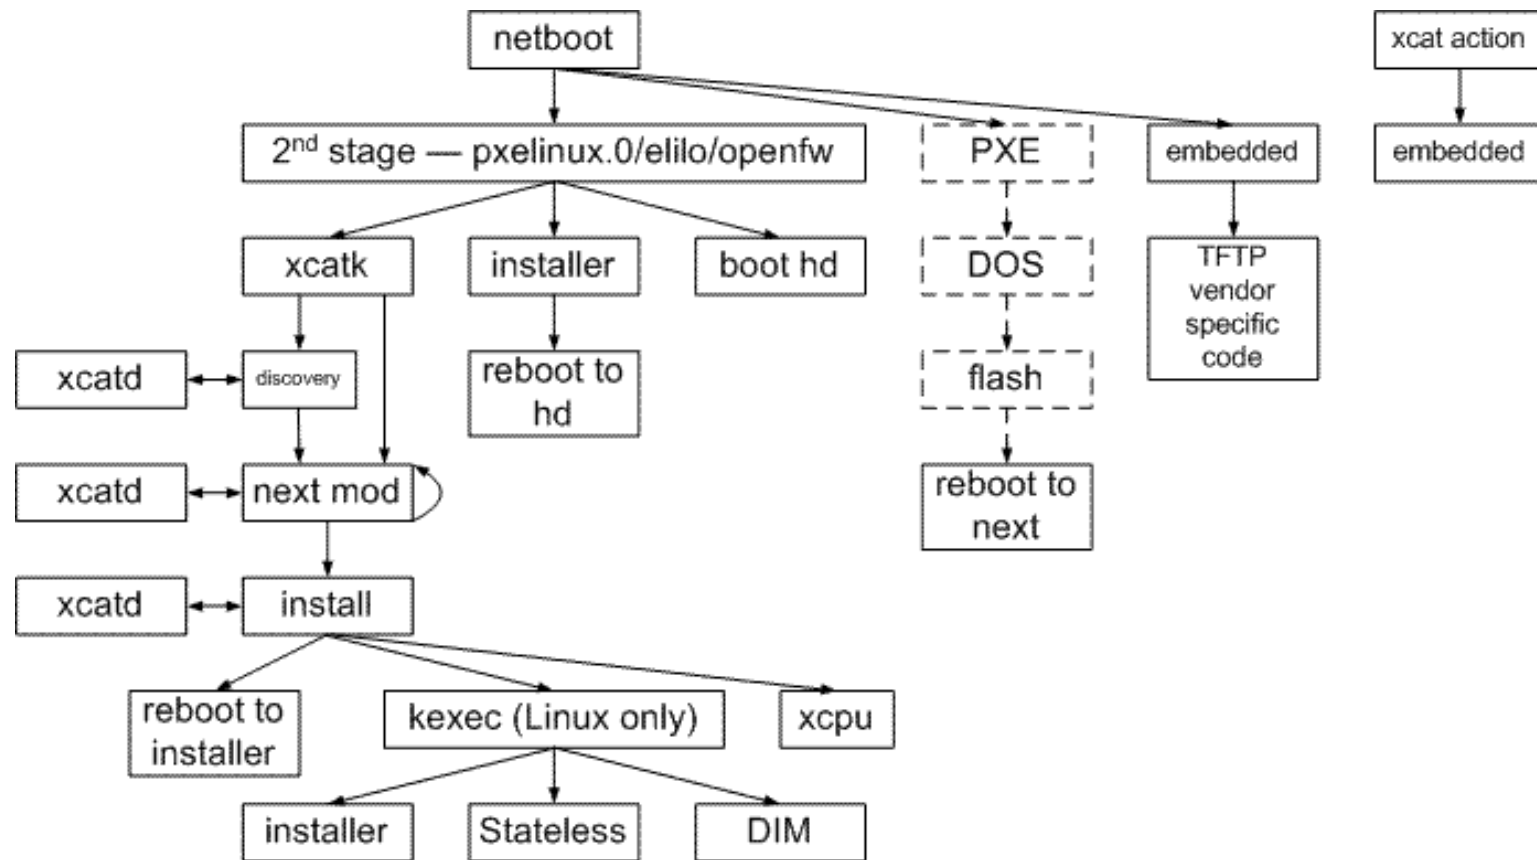 netboot
xcat action
2nd stage — pxelinux.0/elilo/openfw
PXE
embedded
embedded
xcatk
installer
boot hd
DOS
TFTP
vendor
specific
code
xcatd
discovery
reboot to
hd
flash
xcatd
next mod
reboot to
next
xcatd
install
reboot to
installer
kexec (Linux only)
xcpu
installer
Stateless
DIM